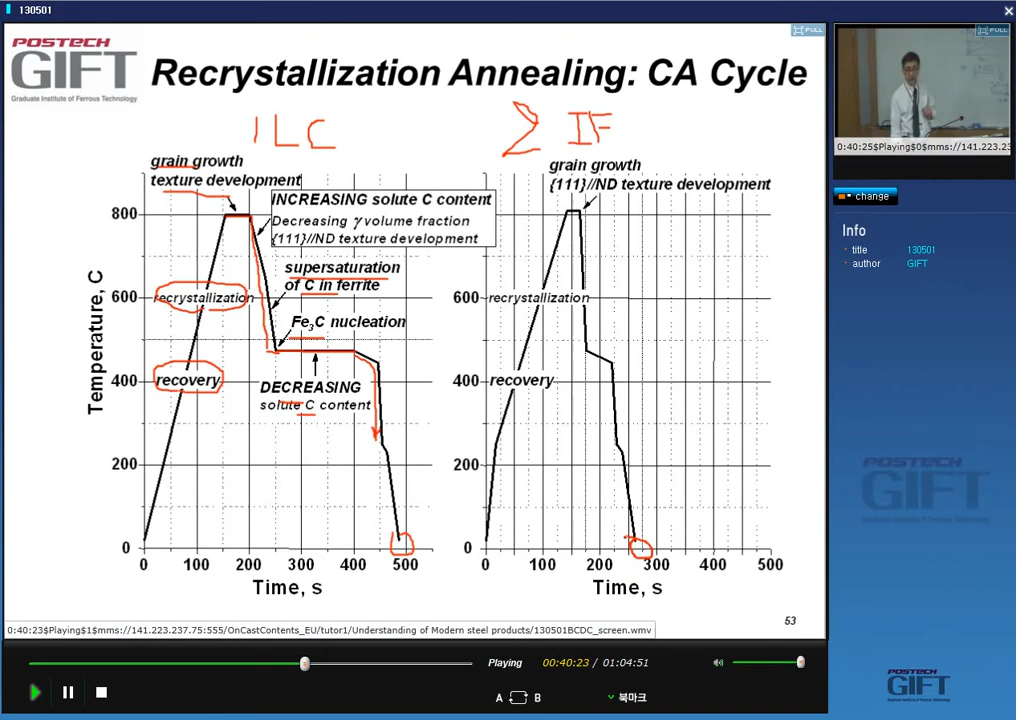 130501
POSTECH
GIFT
Graduate Institute of Ferrous Technology
Recrystallization Annealing: CA Cycle
FULL
FULL
0:40:25$Playing$0$mms://141.223.23
change
Info
title 130501
author GIFT
1LC
grain growth
texture development
INCREASING solute C content
Decreasing γ volume fraction
{111}//ND texture development
supersaturation
of C in ferrite
recrystallization
Fe3C nucleation
recovery
DECREASING
solute C content
Temperature, C
800
600
400
200
0
0 100 200 300 400 500
Time, s
Σ IF
grain growth
{111}//ND texture development
recrystallization
recovery
800
600
400
200
0
0 100 200 300 400 500
Time, s
53
POSTECH
GIFT
0:40:23$Playing$1$mms://141.223.237.75:555/OnCastContents_EU/tutor1/Understanding of Modern steel products/130501BCDC_screen.wmv
Playing 00:40:23 / 01:04:51
A B 북마크
POSTECH
GIFT